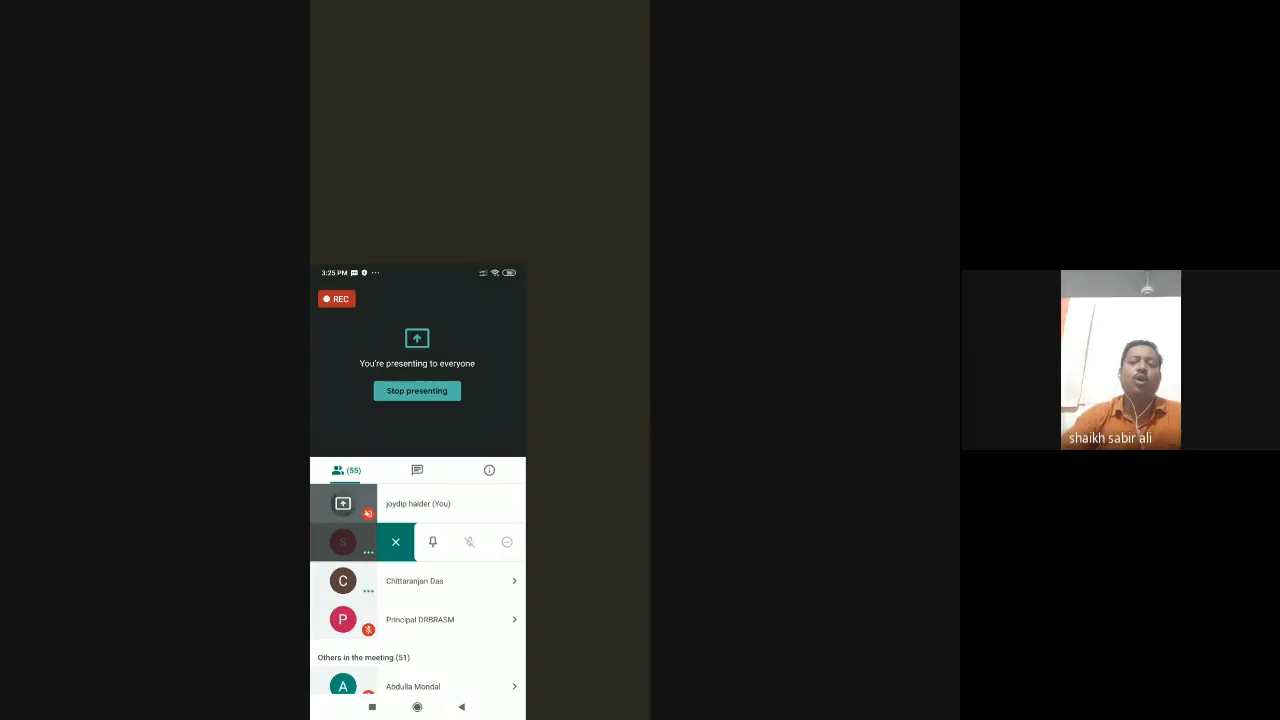 3:25 PM
56
REC
You're presenting to everyone
Stop presenting
(55)
joydip halder (You)
S
C Chittaranjan Das
P Principal DRBRASM
Others in the meeting (51)
A Abdulla Mondal
shaikh sabir ali